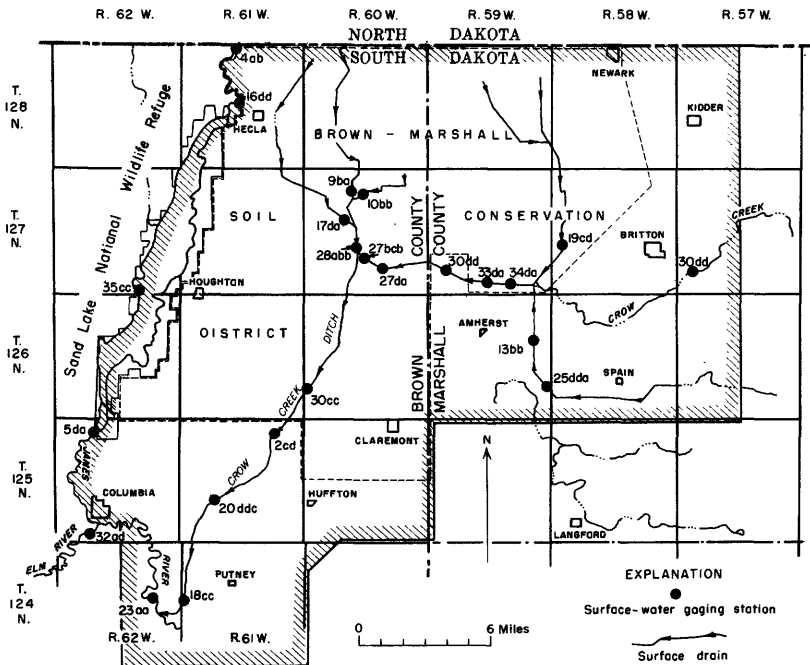 R. 62 W. R. 61 W. R. 60 W. R. 59 W. R. 58 W. R. 57 W.
NORTH DAKOTA
SOUTH DAKOTA
4ab
NEWARK
T. 128 N.
16dd
HECLA
KIDDER
BROWN - MARSHALL
Sand Lake National Wildlife Refuge
9ba
10bb
SOIL
CONSERVATION
COUNTY
COUNTY
T. 127 N.
17da
19cd
BRITTON
CREEK
28abb
27bcb
30dd
30dd
27da
33da
34da
35cc
HOUGHTON
CROW
DISTRICT
DITCH
AMHERST
T. 126 N.
13bb
BROWN
MARSHALL
SPAIN
25dda
30cc
CREEK
5da
2cd
CLAREMONT
N
JAMES
T. 125 N.
CROW
COLUMBIA
20ddc
HUFFTON
LANGFORD
32ad
ELM RIVER
RIVER
EXPLANATION
PUTNEY
Surface-water gaging station
T. 124 N.
23aa
18cc
R.62W. R.61W.
0 6 Miles
Surface drain